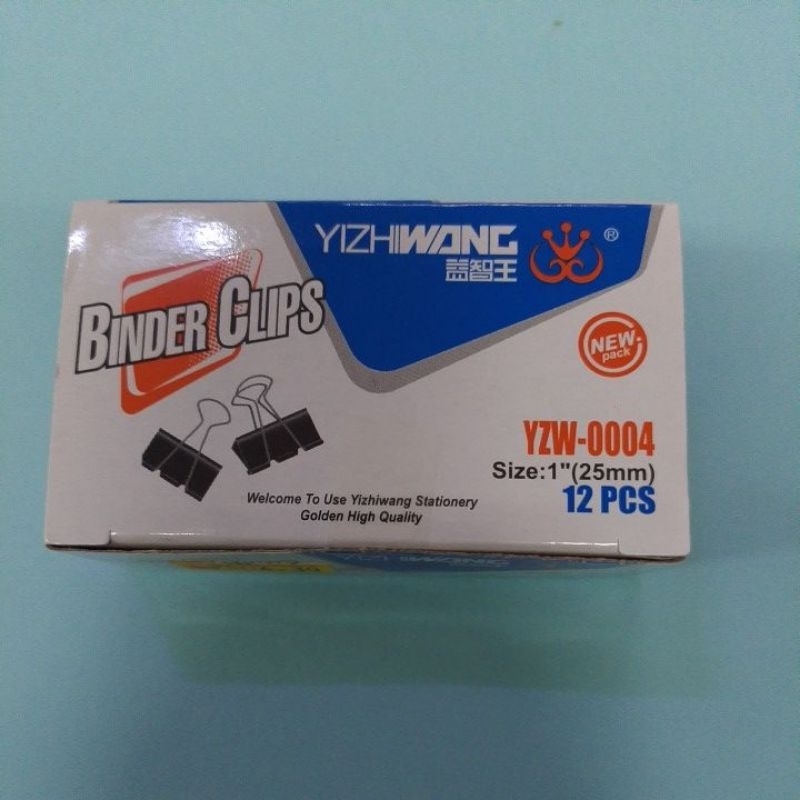 YIZHIWANG
益智王
®
BINDER CLIPS
NEW
pack
YZW-0004
Size:1"(25mm)
12 PCS
Welcome To Use Yizhiwang Stationery
Golden High Quality